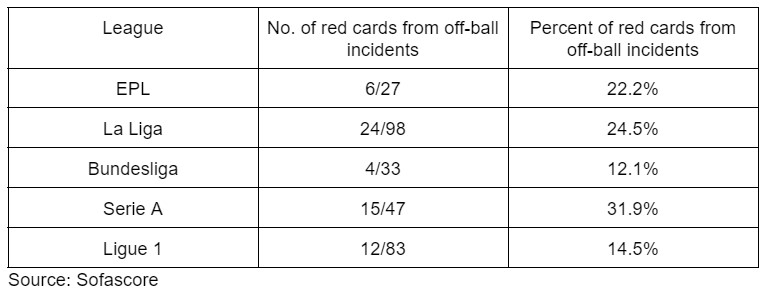 League No. of red cards from off-ball Percent of red cards from
incidents off-ball incidents
EPL 6/27 22.2%
La Liga 24/98 24.5%
Bundesliga 4/33 12.1%
Serie A 15/47 31.9%
Ligue 1 12/83 14.5%
Source: Sofascore